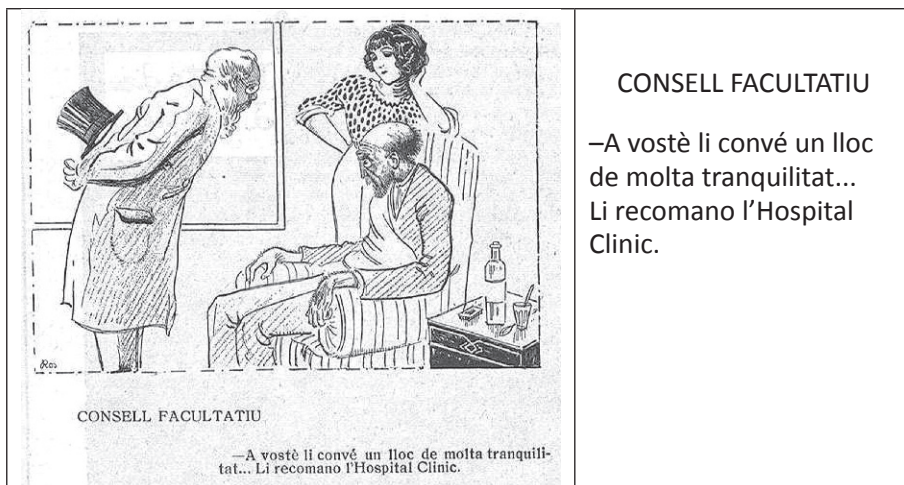 Ros
CONSELL FACULTATIU
—A vostè li convé un lloc de molta tranquili-
tat... Li recomano l'Hospital Clinic.
CONSELL FACULTATIU
–A vostè li convé un lloc
de molta tranquilitat...
Li recomano l'Hospital
Clinic.